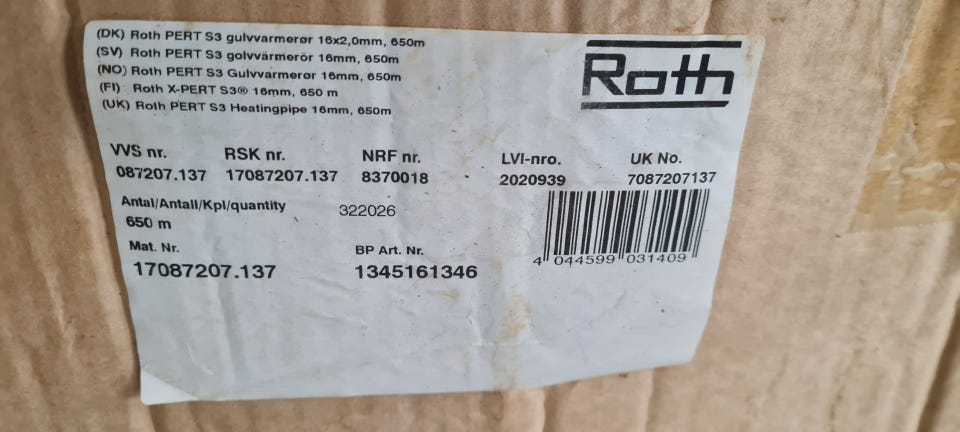 (DK) Roth PERT S3 gulvvarmerør 16x2,0mm, 650m
(SV) Roth PERT S3 golvvärmerör 16mm, 650m
(NO) Roth PERT S3 Gulvvarmerør 16mm, 650m
(FI) Roth X-PERT S3® 16mm, 650 m
(UK) Roth PERT S3 Heatingpipe 16mm, 650m
Roth
VVS nr. RSK nr. NRF nr. LVI-nro. UK No.
087207.137 17087207.137 8370018 2020939 7087207137
Antal/Antall/Kpl/quantity 322026
650 m
Mat. Nr. BP Art. Nr.
17087207.137 1345161346
4 044599 031409